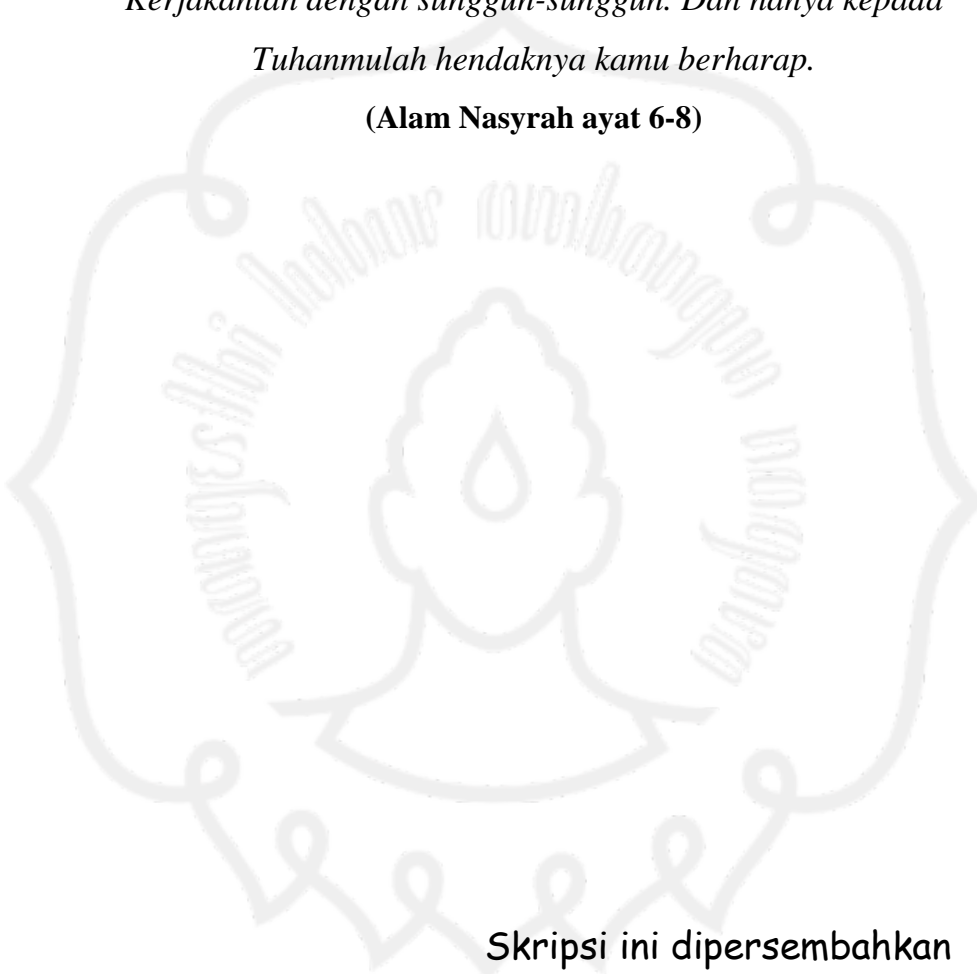 Kerjakanlah dengan sungguh-sungguh. Dan hanya kepada
Tuhanmulah hendaknya kamu berharap.
(Alam Nasyrah ayat 6-8)
Skripsi ini dipersembahkan